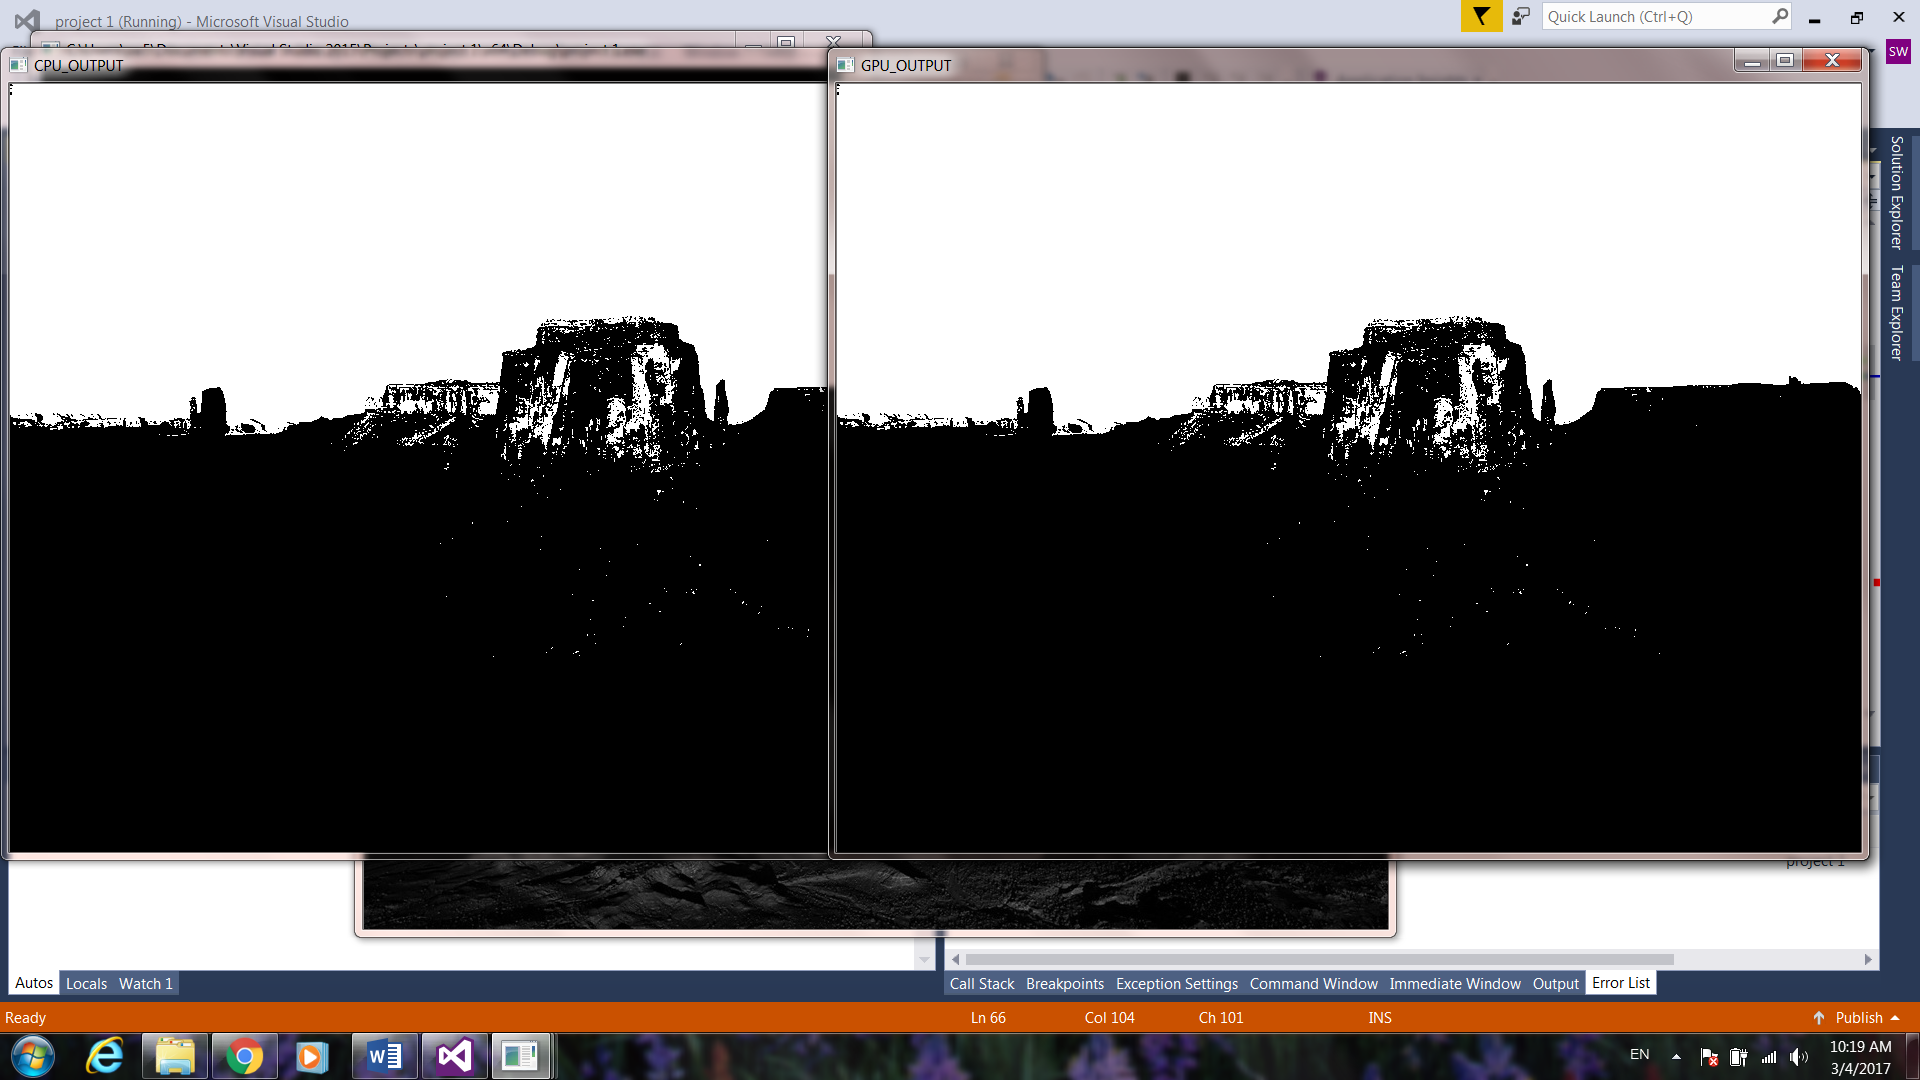 project 1 (Running) - Microsoft Visual Studio
Quick Launch (Ctrl+Q)
SW
CPU_OUTPUT
GPU_OUTPUT
Solution Explorer
Team Explorer
project 1
Autos
Locals
Watch 1
Call Stack
Breakpoints
Exception Settings
Command Window
Immediate Window
Output
Error List
Ready
Ln 66
Col 104
Ch 101
INS
Publish
EN
10:19 AM
3/4/2017